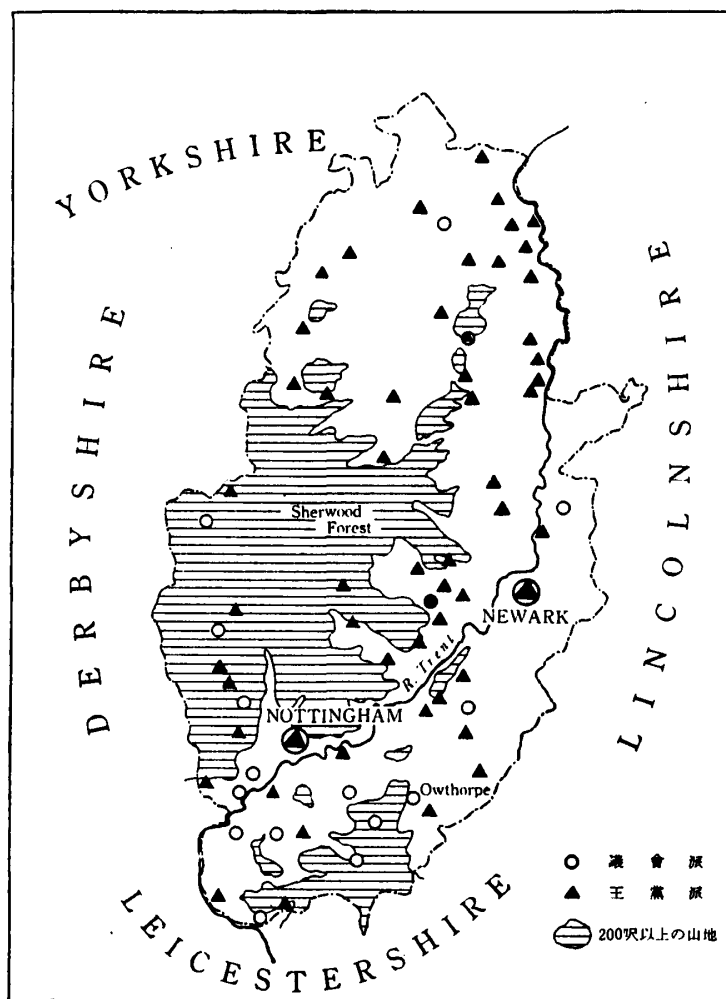 YORKSHIRE
DERBYSHIRE
LINCOLNSHIRE
Sherwood
Forest
NEWARK
R. Trent
NOTTINGHAM
Owthorpe
LEICESTERSHIRE
議會派
王黨派
200呎以上の山地